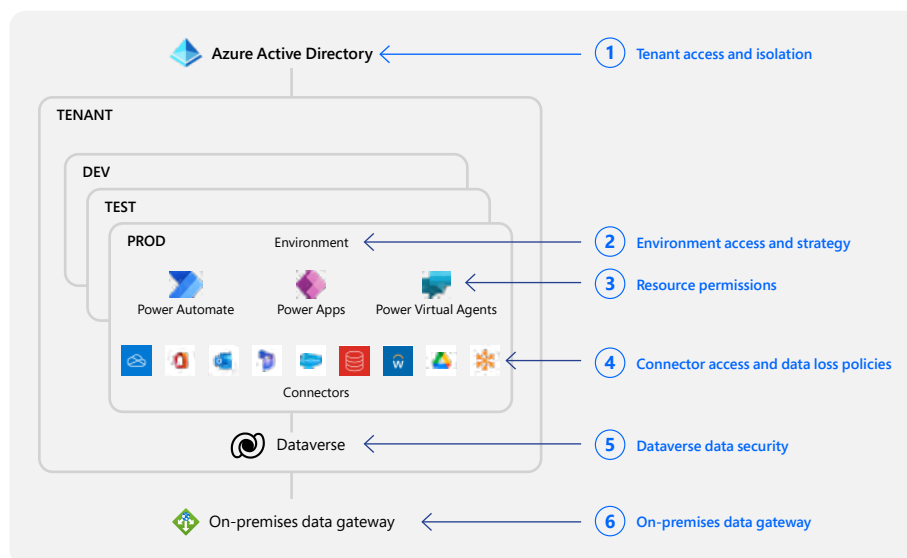 Azure Active Directory
1 Tenant access and isolation
TENANT
DEV
TEST
PROD
Environment
2 Environment access and strategy
3 Resource permissions
Power Automate
Power Apps
Power Virtual Agents
W
4 Connector access and data loss policies
Connectors
Dataverse
5 Dataverse data security
On-premises data gateway
6 On-premises data gateway